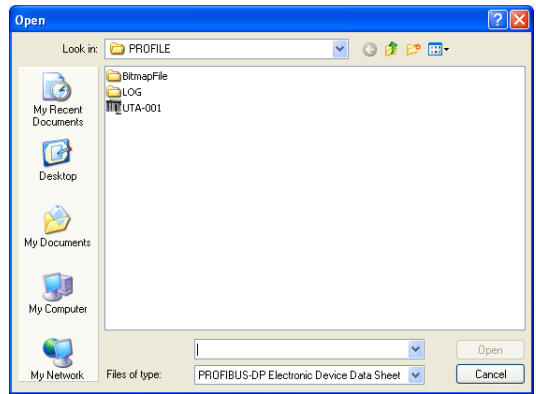 Open
Look in:
PROFILE
My Recent
Documents
Desktop
My Documents
My Computer
My Network
BitmapFile
LOG
UTA-001
Open
Files of type:
PROFIBUS-DP Electronic Device Data Sheet
Cancel